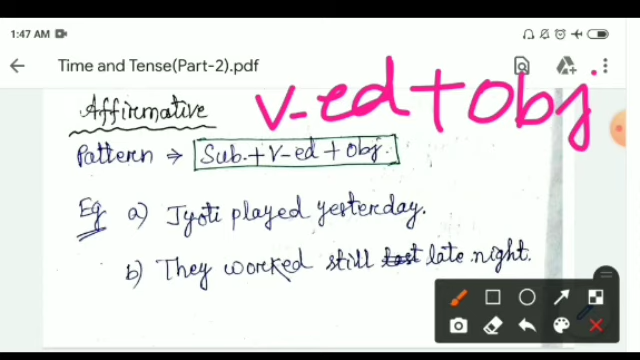 1:47 AM
Time and Tense(Part-2).pdf
Affirmative
v-ed+obj
Pattern → Sub.+V-ed+Obj.
Eg a) Jyoti played yesterday.
b) They worked still late night.